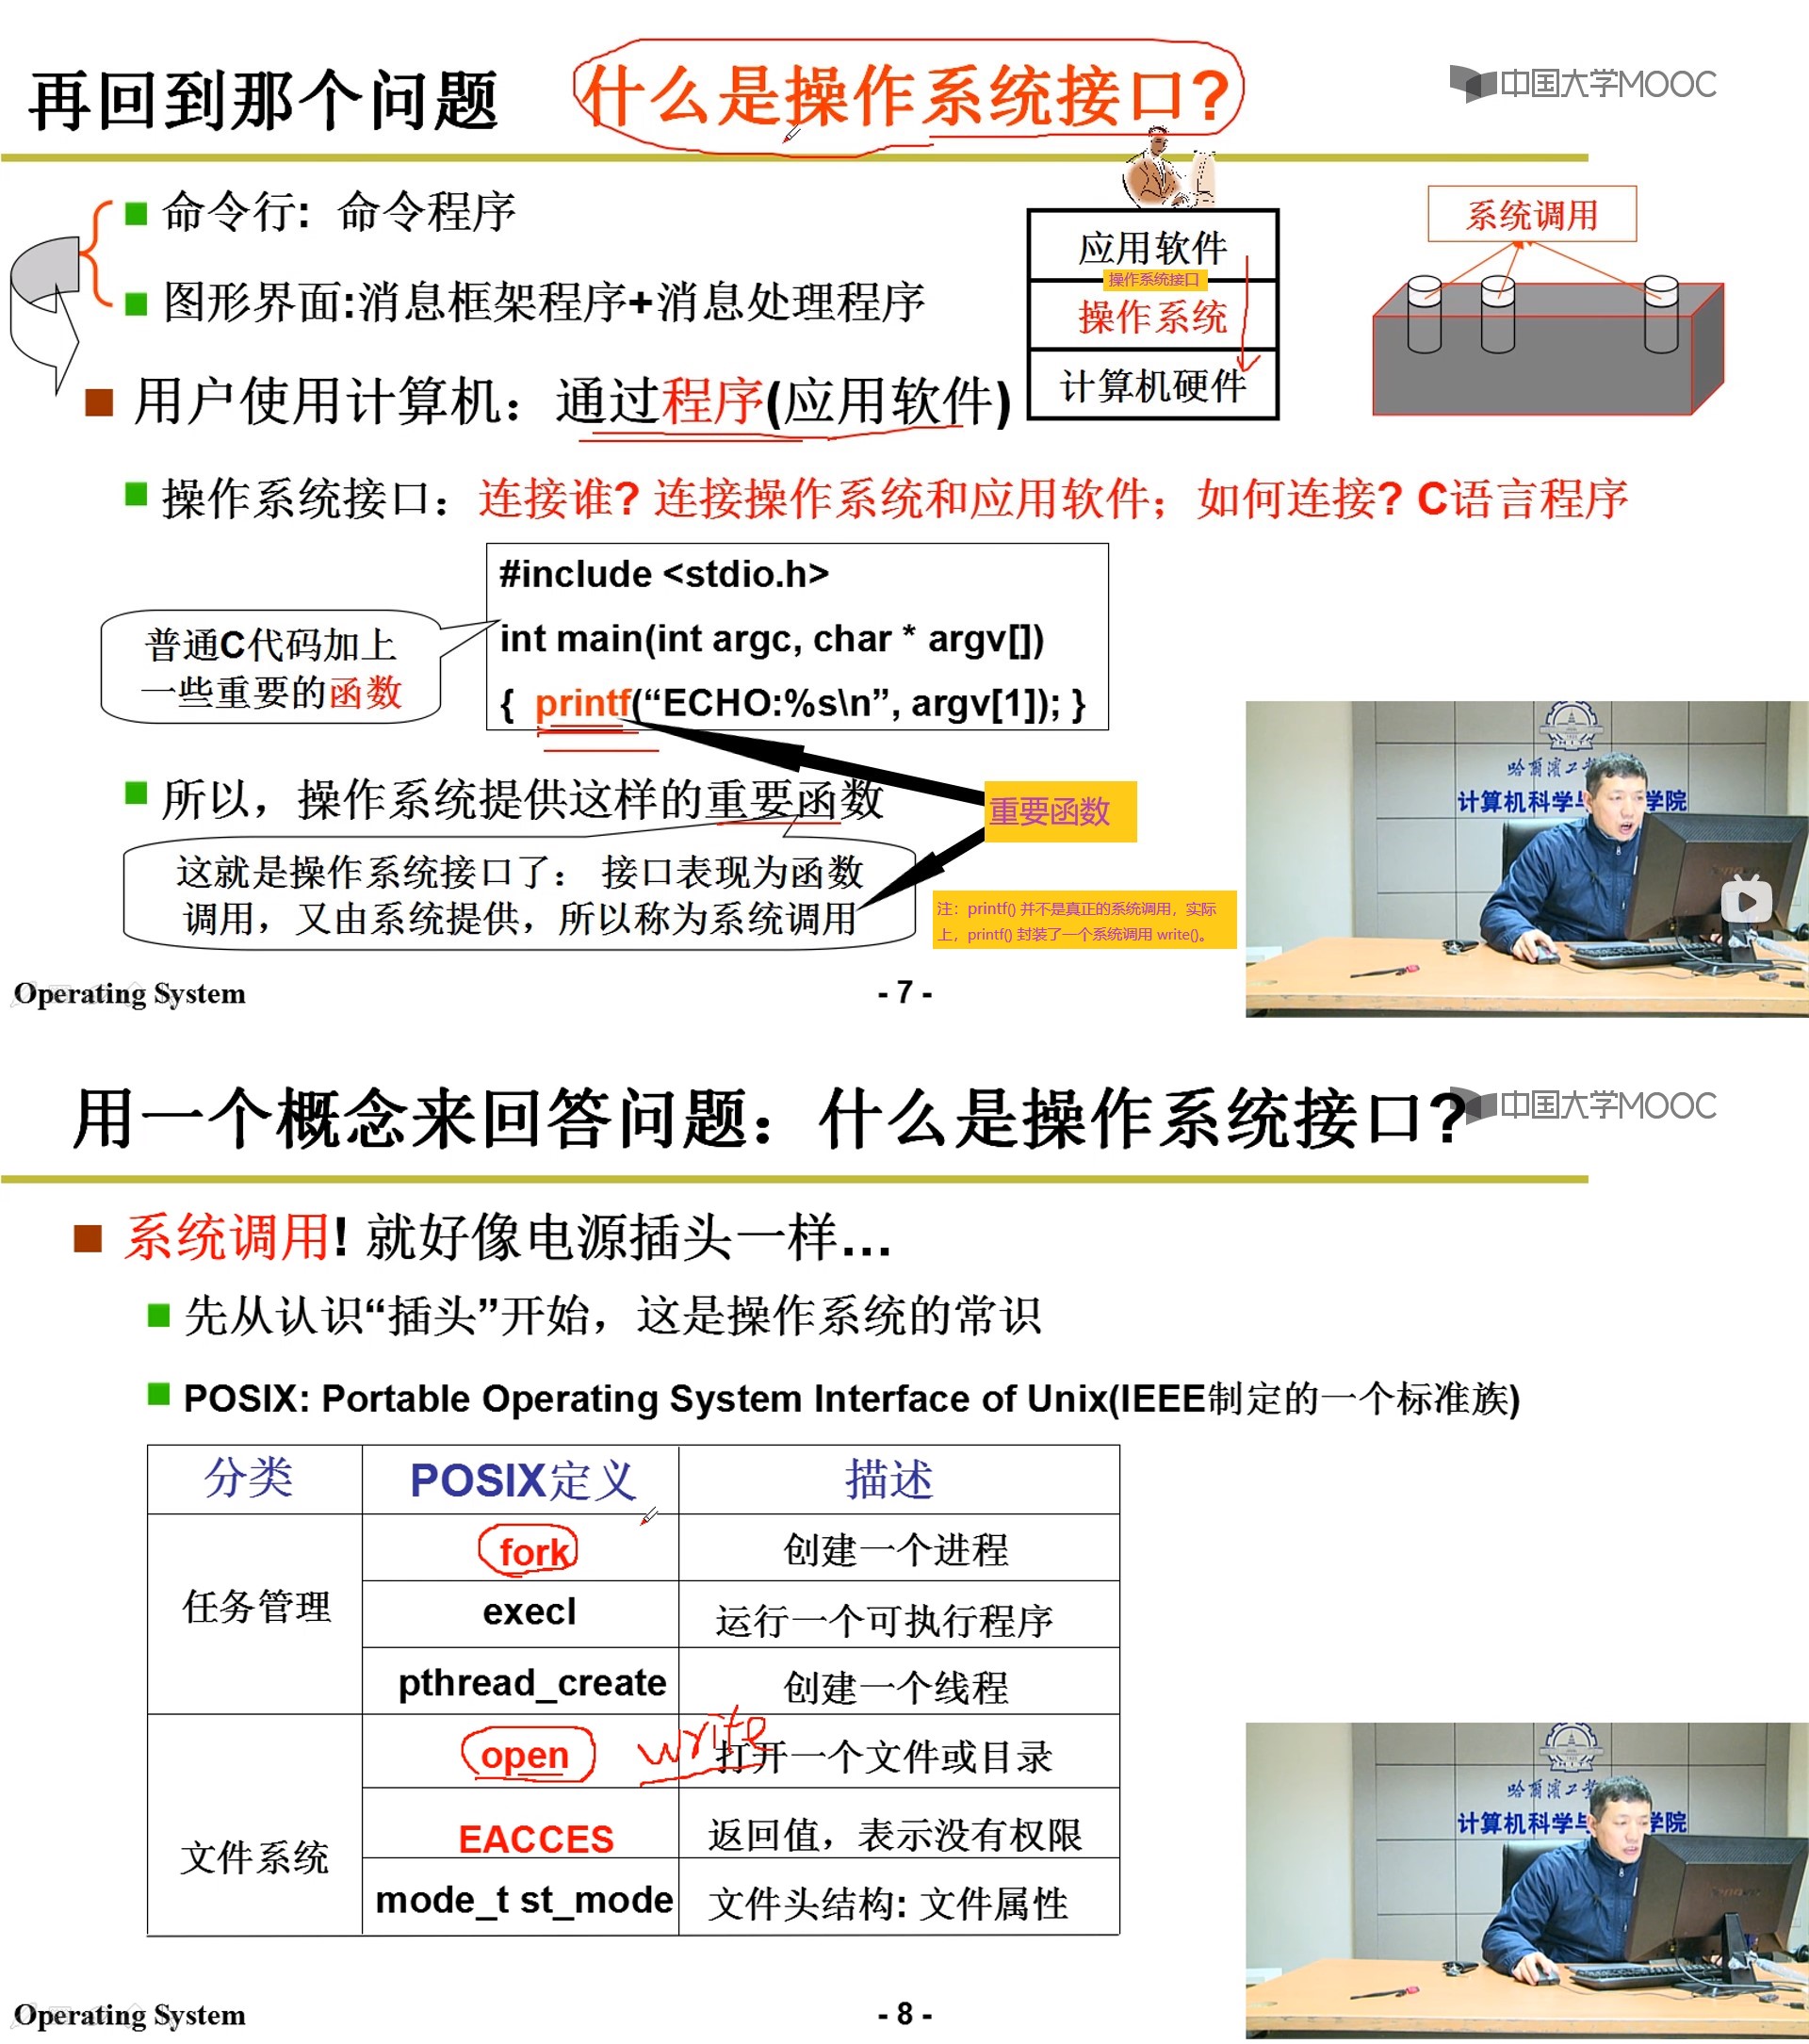 再回到那个问题 什么是操作系统接口?
中国大学MOOC
命令行: 命令程序
图形界面:消息框架程序+消息处理程序
应用软件
操作系统接口
操作系统
计算机硬件
系统调用
用户使用计算机：通过程序(应用软件)
操作系统接口：连接谁? 连接操作系统和应用软件；如何连接? C语言程序
#include <stdio.h>
int main(int argc, char * argv[])
{ printf(“ECHO:%s\n”, argv[1]); }
普通C代码加上
一些重要的函数
所以，操作系统提供这样的重要函数
重要函数
这就是操作系统接口了： 接口表现为函数
调用，又由系统提供，所以称为系统调用
注：printf() 并不是真正的系统调用，实际
上，printf() 封装了一个系统调用 write()。
哈尔滨工
计算机科学与 学院
Operating System
- 7 -
用一个概念来回答问题：什么是操作系统接口?
中国大学MOOC
系统调用! 就好像电源插头一样...
先从认识“插头”开始，这是操作系统的常识
POSIX: Portable Operating System Interface of Unix(IEEE制定的一个标准族)
分类 POSIX定义 描述
任务管理
fork 创建一个进程
execl 运行一个可执行程序
pthread_create 创建一个线程
write
文件系统
open 打开一个文件或目录
EACCES 返回值，表示没有权限
mode_t st_mode 文件头结构: 文件属性
哈尔滨工
计算机科学与 学院
Operating System
- 8 -